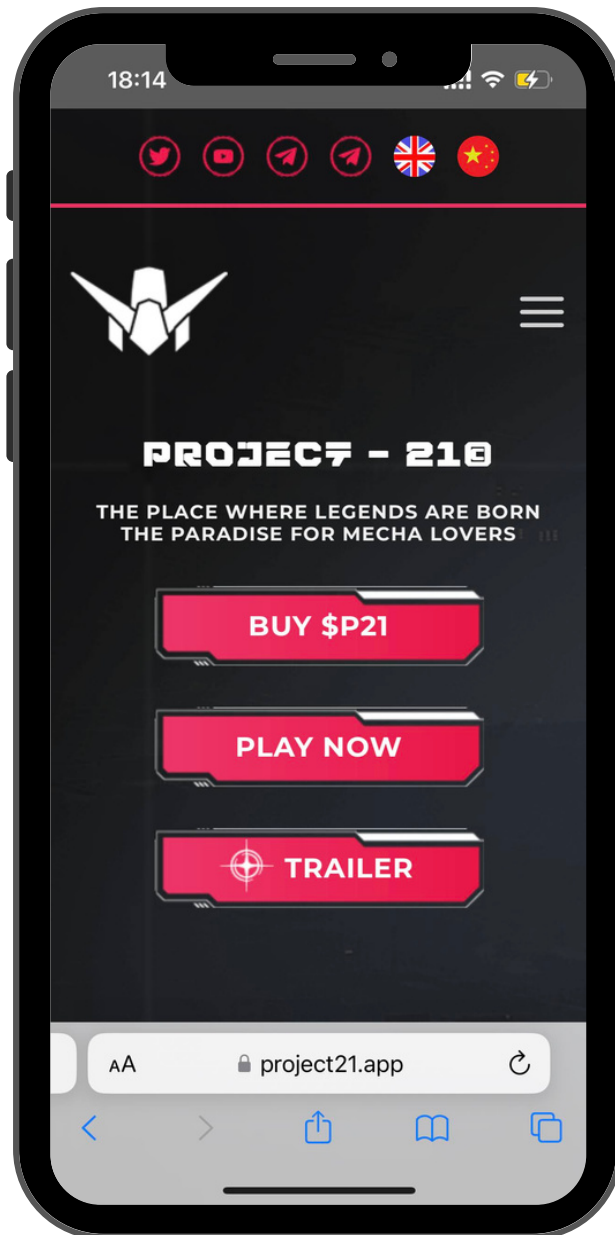 18:14
PROJECT - 21
THE PLACE WHERE LEGENDS ARE BORN
THE PARADISE FOR MECHA LOVERS
BUY $P21
PLAY NOW
TRAILER
AA
project21.app